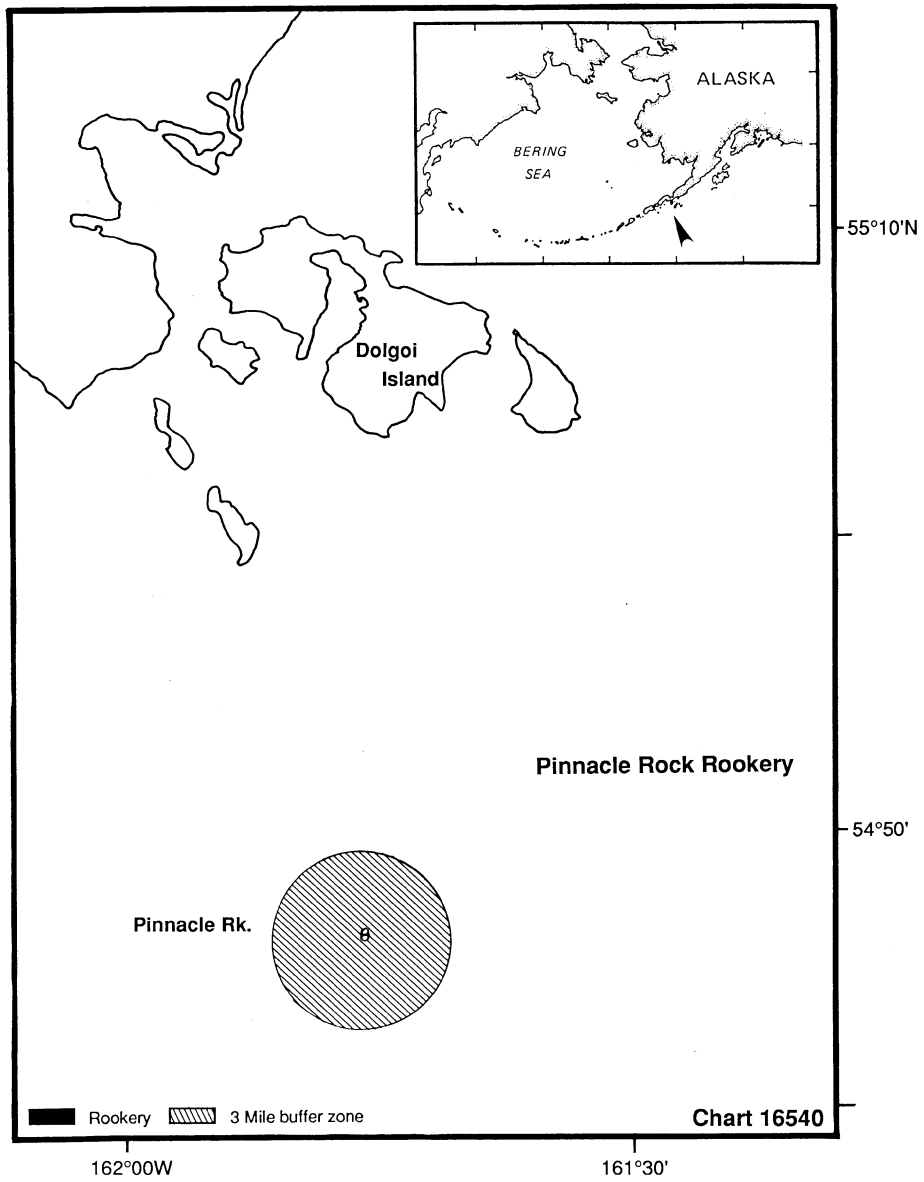 ALASKA
BERING
SEA
55°10'N
Dolgoi
Island
Pinnacle Rock Rookery
54°50'
Pinnacle Rk.
Rookery
3 Mile buffer zone
Chart 16540
162°00W
161°30'